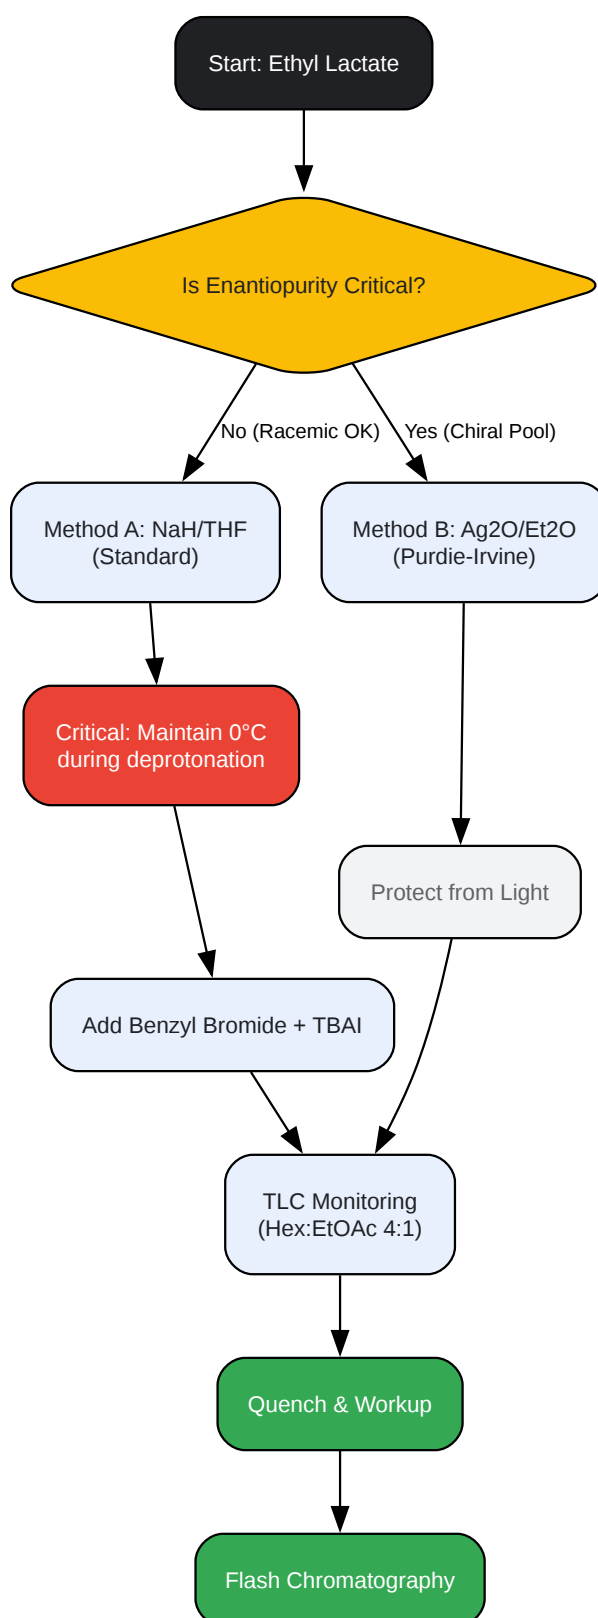 Start: Ethyl Lactate
Is Enantiopurity Critical?
No (Racemic OK)
Yes (Chiral Pool)
Method A: NaH/THF
(Standard)
Method B: Ag2O/Et2O
(Purdie-Irvine)
Critical: Maintain 0°C
during deprotonation
Protect from Light
Add Benzyl Bromide + TBAI
TLC Monitoring
(Hex:EtOAc 4:1)
Quench & Workup
Flash Chromatography